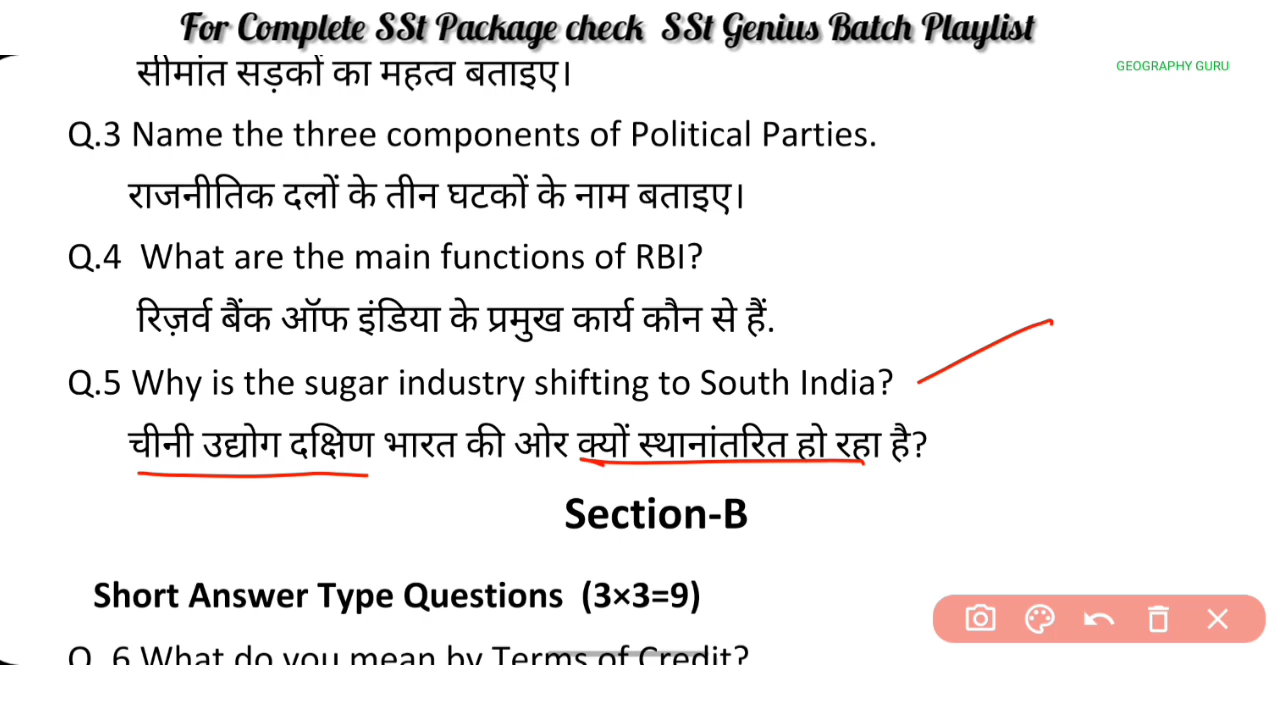 For Complete SSt Package check SSt Genius Batch Playlist
GEOGRAPHY GURU
सीमांत सड़कों का महत्व बताइए।
Q.3 Name the three components of Political Parties.
राजनीतिक दलों के तीन घटकों के नाम बताइए।
Q.4 What are the main functions of RBI?
रिज़र्व बैंक ऑफ इंडिया के प्रमुख कार्य कौन से हैं.
Q.5 Why is the sugar industry shifting to South India?
चीनी उद्योग दक्षिण भारत की ओर क्यों स्थानांतरित हो रहा है?
Section-B
Short Answer Type Questions (3×3=9)
Q. 6 What do you mean by Terms of Credit?